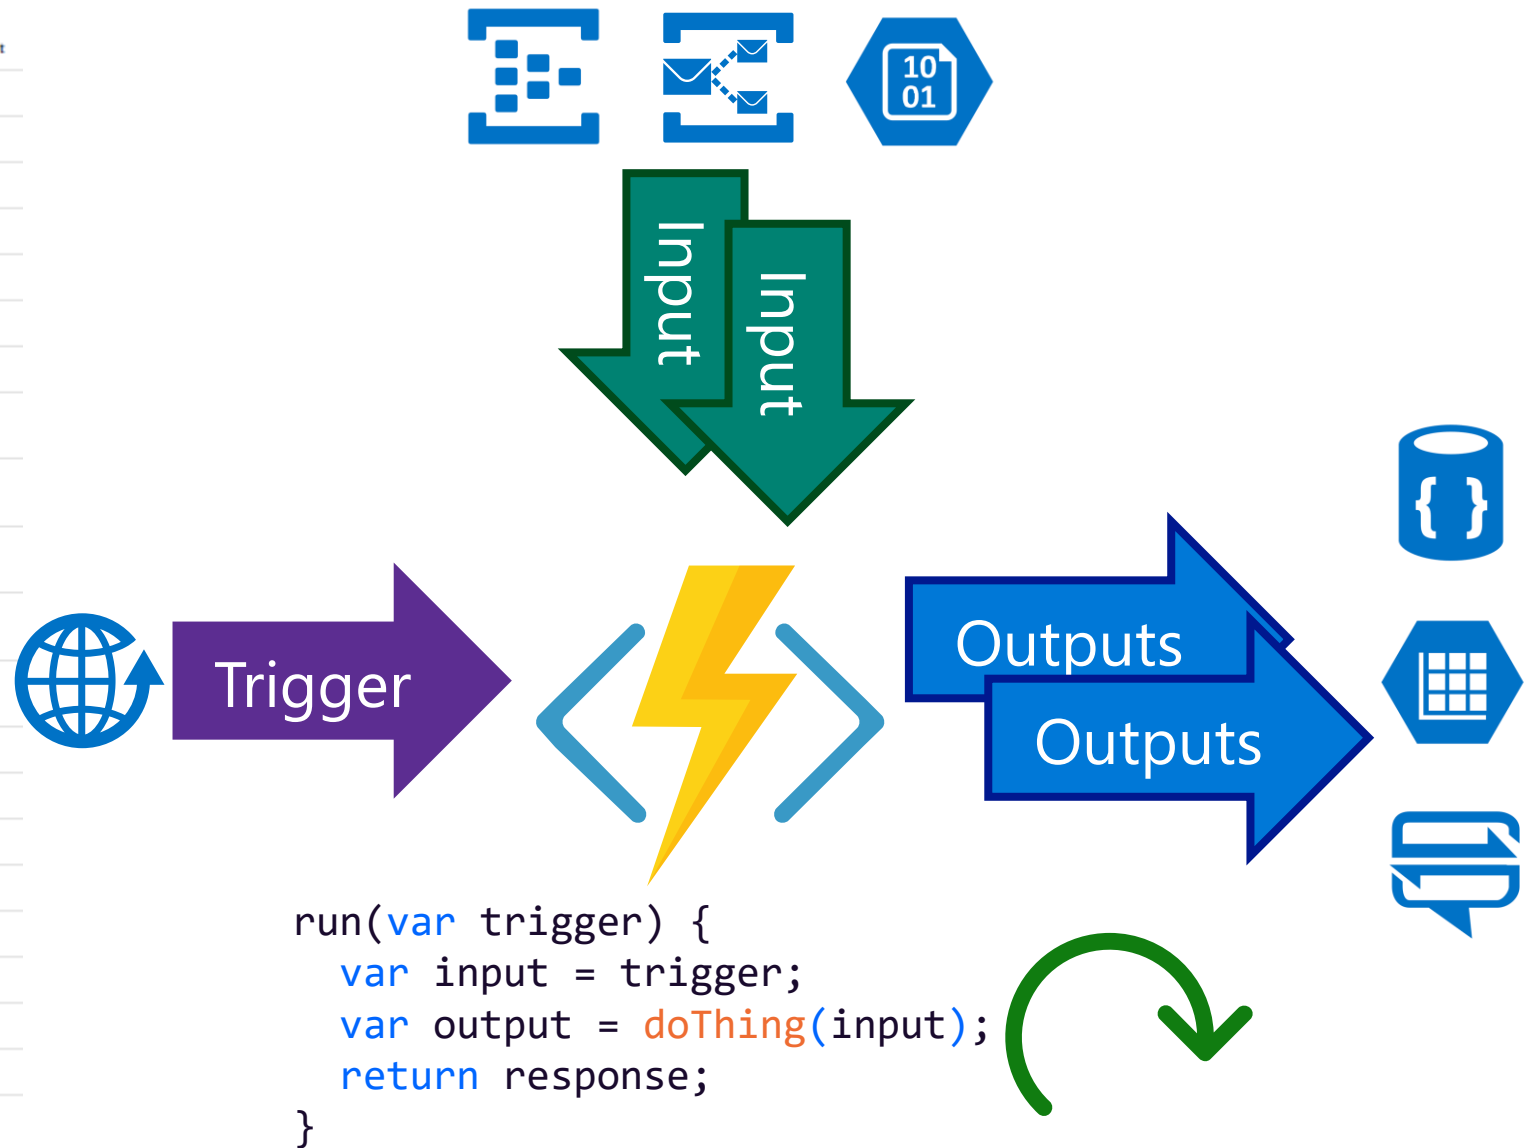 t
10
01
Input
Input
{ }
Trigger
Outputs
Outputs
run(var trigger) {
  var input = trigger;
  var output = doThing(input);
  return response;
}